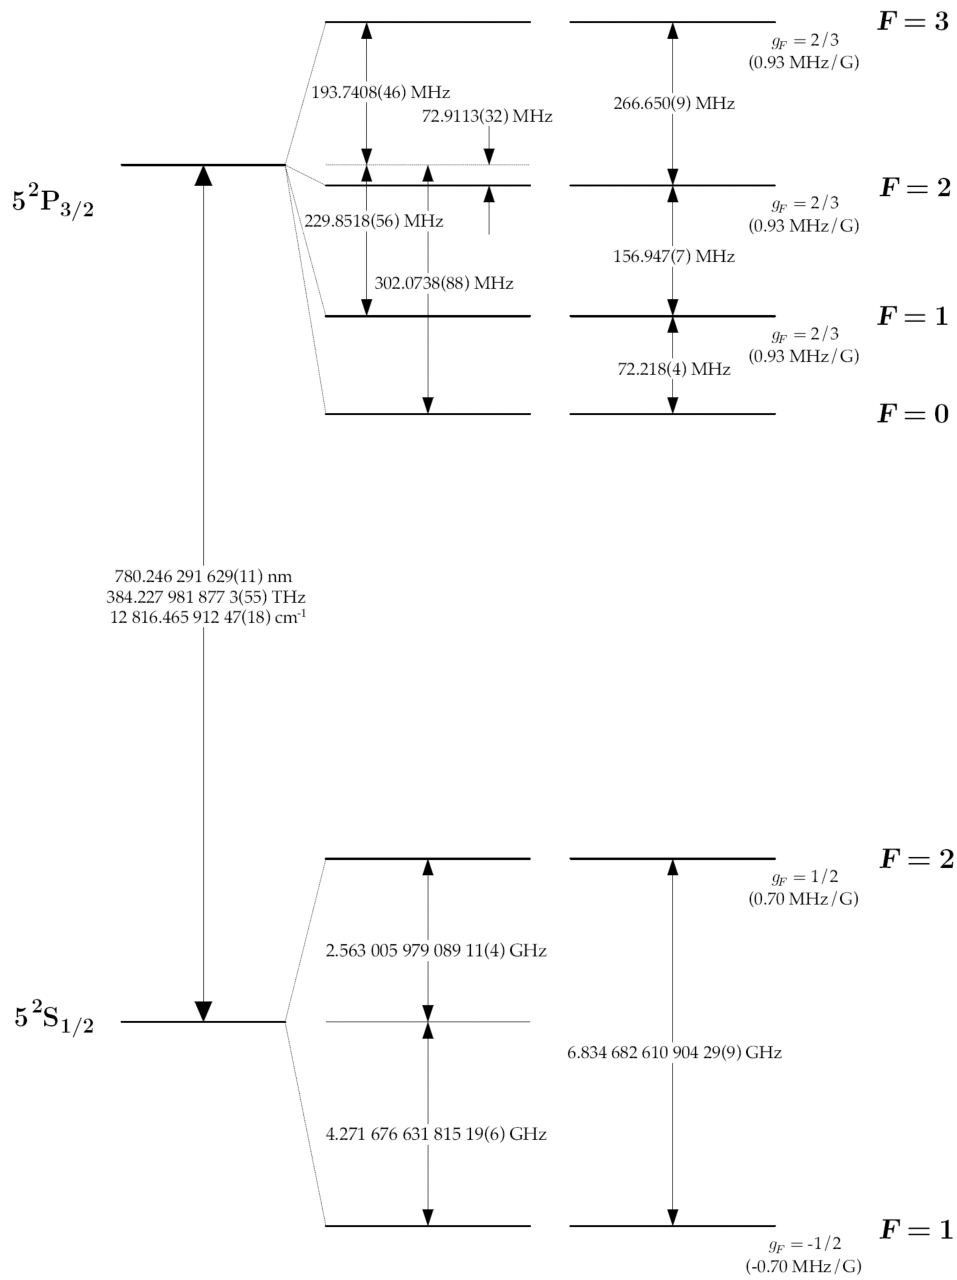 F = 3
g_F = 2/3
(0.93 MHz/G)
193.7408(46) MHz
72.9113(32) MHz
266.650(9) MHz
5 ²P₃/₂
F = 2
g_F = 2/3
(0.93 MHz/G)
229.8518(56) MHz
156.947(7) MHz
302.0738(88) MHz
F = 1
g_F = 2/3
(0.93 MHz/G)
72.218(4) MHz
F = 0
780.246 291 629(11) nm
384.227 981 877 3(55) THz
12 816.465 912 47(18) cm⁻¹
F = 2
g_F = 1/2
(0.70 MHz/G)
2.563 005 979 089 11(4) GHz
5 ²S₁/₂
6.834 682 610 904 29(9) GHz
4.271 676 631 815 19(6) GHz
F = 1
g_F = -1/2
(-0.70 MHz/G)